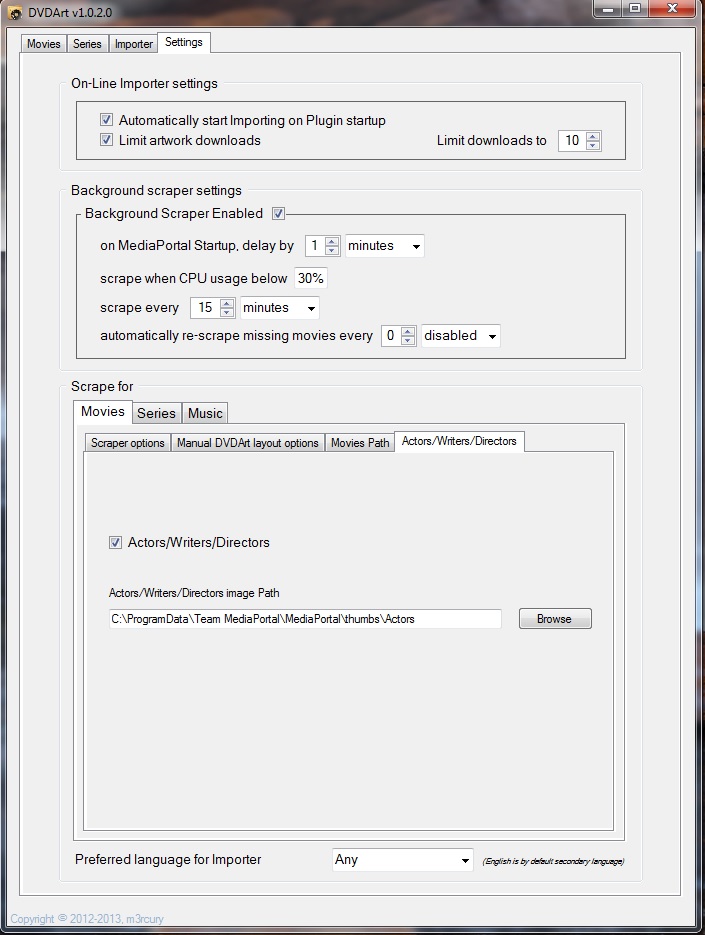 DVDArt v1.0.2.0
Movies Series Importer Settings
On-Line Importer settings
Automatically start Importing on Plugin startup
Limit artwork downloads Limit downloads to 10
Background scraper settings
Background Scraper Enabled
on MediaPortal Startup, delay by 1 minutes
scrape when CPU usage below 30%
scrape every 15 minutes
automatically re-scrape missing movies every 0 disabled
Scrape for
Movies Series Music
Scraper options Manual DVDArt layout options Movies Path Actors/Writers/Directors
Actors/Writers/Directors
Actors/Writers/Directors image Path
C:\ProgramData\Team MediaPortal\MediaPortal\thumbs\Actors Browse
Preferred language for Importer Any (English is by default secondary language)
Copyright © 2012-2013, m3rcury